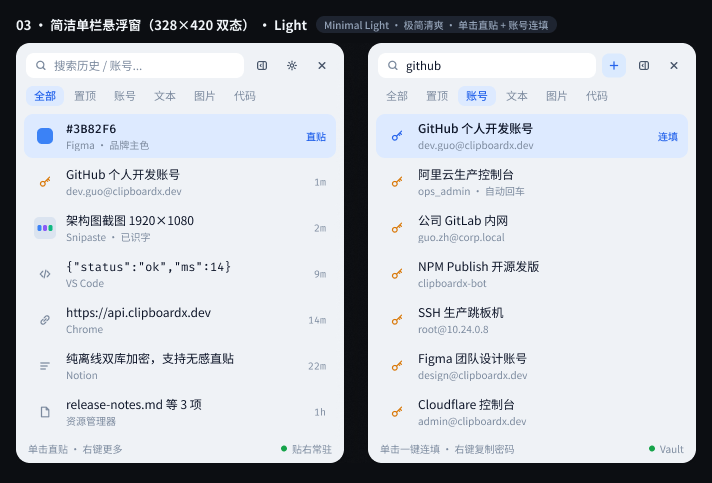 03 • 简洁单栏悬浮窗（328×420 双态） • Light Minimal Light • 极简清爽 • 单击直贴 + 账号连填
搜索历史 / 账号...
全部 置顶 账号 文本 图片 代码
#3B82F6 直贴
Figma • 品牌主色
GitHub 个人开发账号 1m
dev.guo@clipboardx.dev
架构图截图 1920×1080 2m
Snipaste • 已识字
{"status":"ok","ms":14} 9m
VS Code
https://api.clipboardx.dev 14m
Chrome
纯离线双库加密，支持无感直贴 22m
Notion
release-notes.md 等 3 项 1h
资源管理器
单击直贴 • 右键更多 贴右常驻
github
全部 置顶 账号 文本 图片 代码
GitHub 个人开发账号 连填
dev.guo@clipboardx.dev
阿里云生产控制台
ops_admin • 自动回车
公司 GitLab 内网
guo.zh@corp.local
NPM Publish 开源发版
clipboardx-bot
SSH 生产跳板机
root@10.24.0.8
Figma 团队设计账号
design@clipboardx.dev
Cloudflare 控制台
admin@clipboardx.dev
单击一键连填 • 右键复制密码 Vault